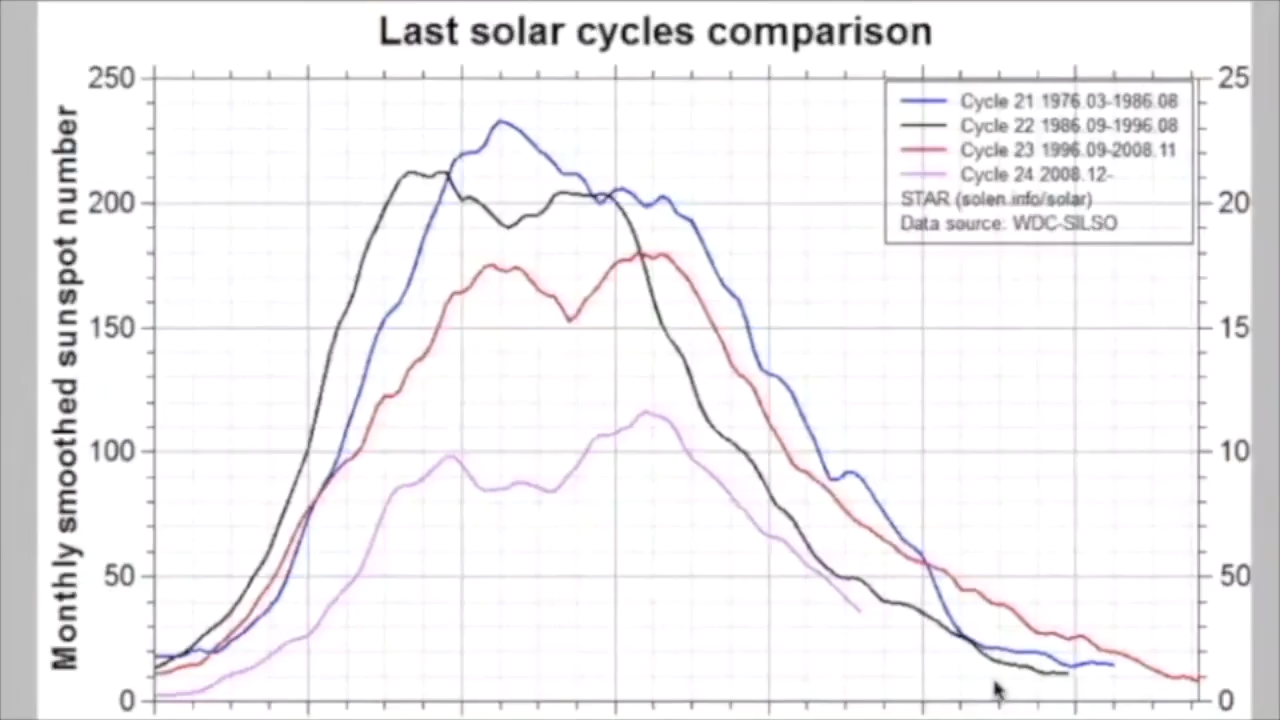 Last solar cycles comparison
Monthly smoothed sunspot number
250
200
150
100
50
0
25
20
15
10
50
0
Cycle 21 1976.03-1986.08
Cycle 22 1986.09-1996.08
Cycle 23 1996.09-2008.11
Cycle 24 2008.12-
STAR (solen.info/solar)
Data source: WDC-SILSO